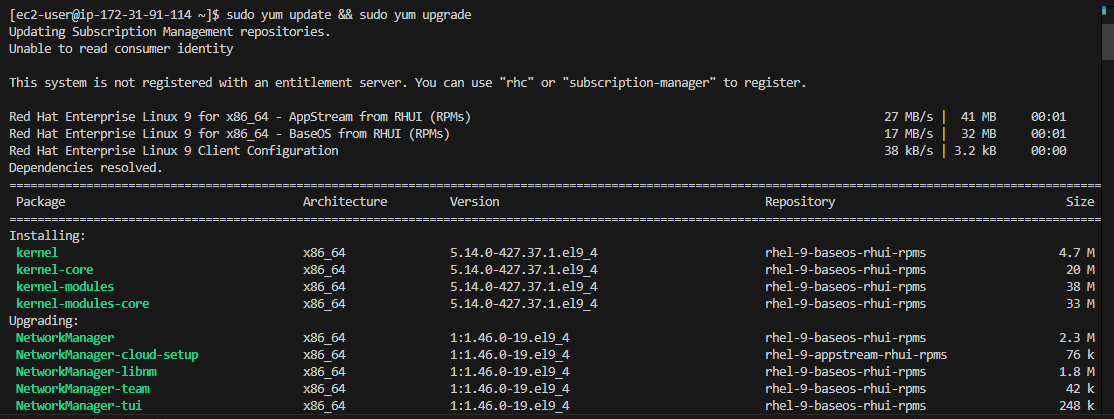 [ec2-user@ip-172-31-91-114 ~]$ sudo yum update && sudo yum upgrade
Updating Subscription Management repositories.
Unable to read consumer identity
This system is not registered with an entitlement server. You can use "rhc" or "subscription-manager" to register.
Red Hat Enterprise Linux 9 for x86_64 - AppStream from RHUI (RPMs) 27 MB/s | 41 MB 00:01
Red Hat Enterprise Linux 9 for x86_64 - BaseOS from RHUI (RPMs) 17 MB/s | 32 MB 00:01
Red Hat Enterprise Linux 9 Client Configuration 38 kB/s | 3.2 kB 00:00
Dependencies resolved.
Package Architecture Version Repository Size
Installing:
kernel x86_64 5.14.0-427.37.1.el9_4 rhel-9-baseos-rhui-rpms 4.7 M
kernel-core x86_64 5.14.0-427.37.1.el9_4 rhel-9-baseos-rhui-rpms 20 M
kernel-modules x86_64 5.14.0-427.37.1.el9_4 rhel-9-baseos-rhui-rpms 38 M
kernel-modules-core x86_64 5.14.0-427.37.1.el9_4 rhel-9-baseos-rhui-rpms 33 M
Upgrading:
NetworkManager x86_64 1:1.46.0-19.el9_4 rhel-9-baseos-rhui-rpms 2.3 M
NetworkManager-cloud-setup x86_64 1:1.46.0-19.el9_4 rhel-9-appstream-rhui-rpms 76 k
NetworkManager-libnm x86_64 1:1.46.0-19.el9_4 rhel-9-baseos-rhui-rpms 1.8 M
NetworkManager-team x86_64 1:1.46.0-19.el9_4 rhel-9-baseos-rhui-rpms 42 k
NetworkManager-tui x86_64 1:1.46.0-19.el9_4 rhel-9-baseos-rhui-rpms 248 k